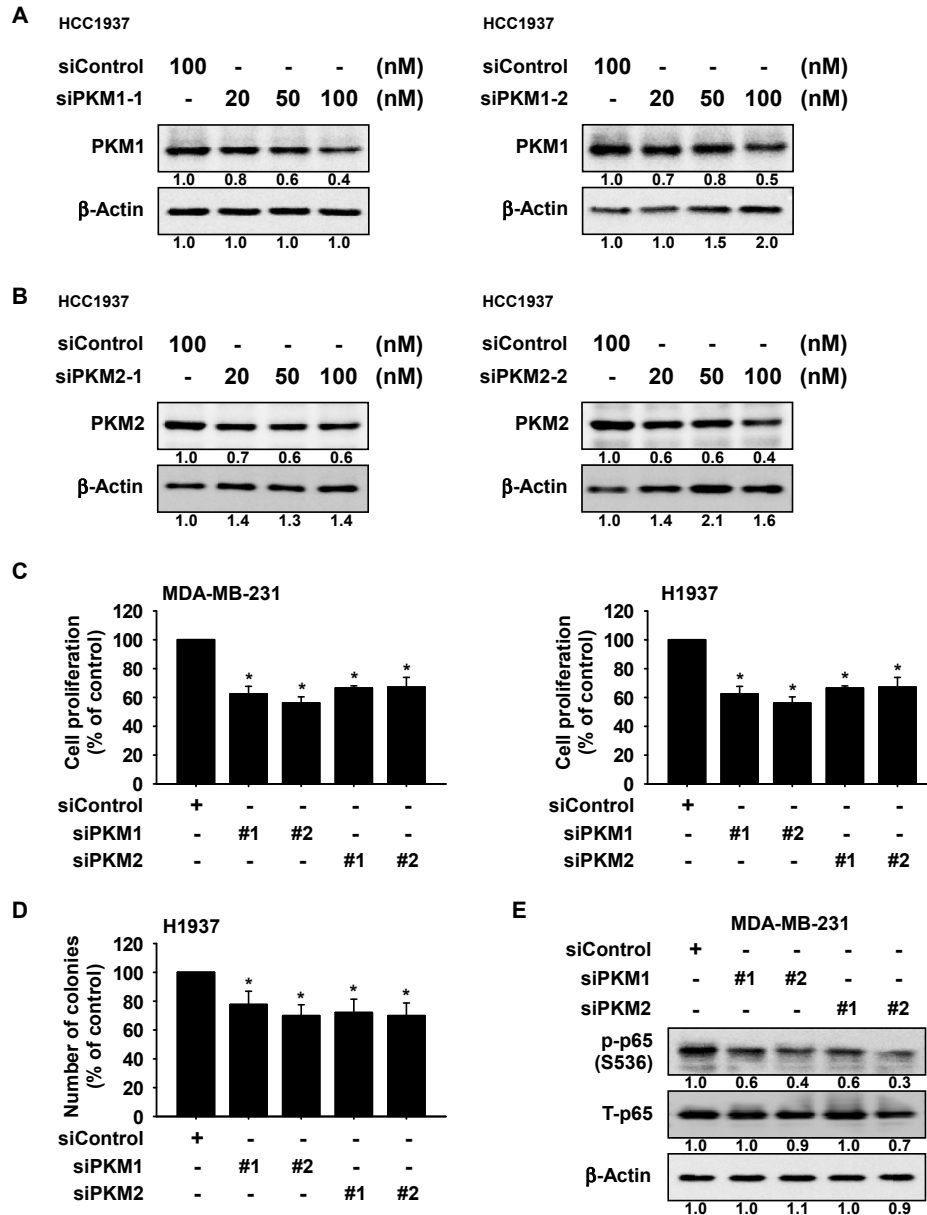 A
HCC1937
siControl 100 - - - (nM)
siPKM1-1 - 20 50 100 (nM)
PKM1
1.0 0.8 0.6 0.4
β-Actin
1.0 1.0 1.0 1.0
HCC1937
siControl 100 - - - (nM)
siPKM1-2 - 20 50 100 (nM)
PKM1
1.0 0.7 0.8 0.5
β-Actin
1.0 1.0 1.5 2.0
B
HCC1937
siControl 100 - - - (nM)
siPKM2-1 - 20 50 100 (nM)
PKM2
1.0 0.7 0.6 0.6
β-Actin
1.0 1.4 1.3 1.4
HCC1937
siControl 100 - - - (nM)
siPKM2-2 - 20 50 100 (nM)
PKM2
1.0 0.6 0.6 0.4
β-Actin
1.0 1.4 2.1 1.6
C
MDA-MB-231
Cell proliferation
(% of control)
120
100
80
60
40
20
0
* * * *
siControl + - - - -
siPKM1 - #1 #2 - -
siPKM2 - - - #1 #2
H1937
Cell proliferation
(% of control)
120
100
80
60
40
20
0
* * * *
siControl + - - - -
siPKM1 - #1 #2 - -
siPKM2 - - - #1 #2
D
H1937
Number of colonies
(% of control)
120
100
80
60
40
20
0
* * * *
siControl + - - - -
siPKM1 - #1 #2 - -
siPKM2 - - - #1 #2
E
MDA-MB-231
siControl + - - - -
siPKM1 - #1 #2 - -
siPKM2 - - - #1 #2
p-p65
(S536)
1.0 0.6 0.4 0.6 0.3
T-p65
1.0 1.0 0.9 1.0 0.7
β-Actin
1.0 1.0 1.1 1.0 0.9